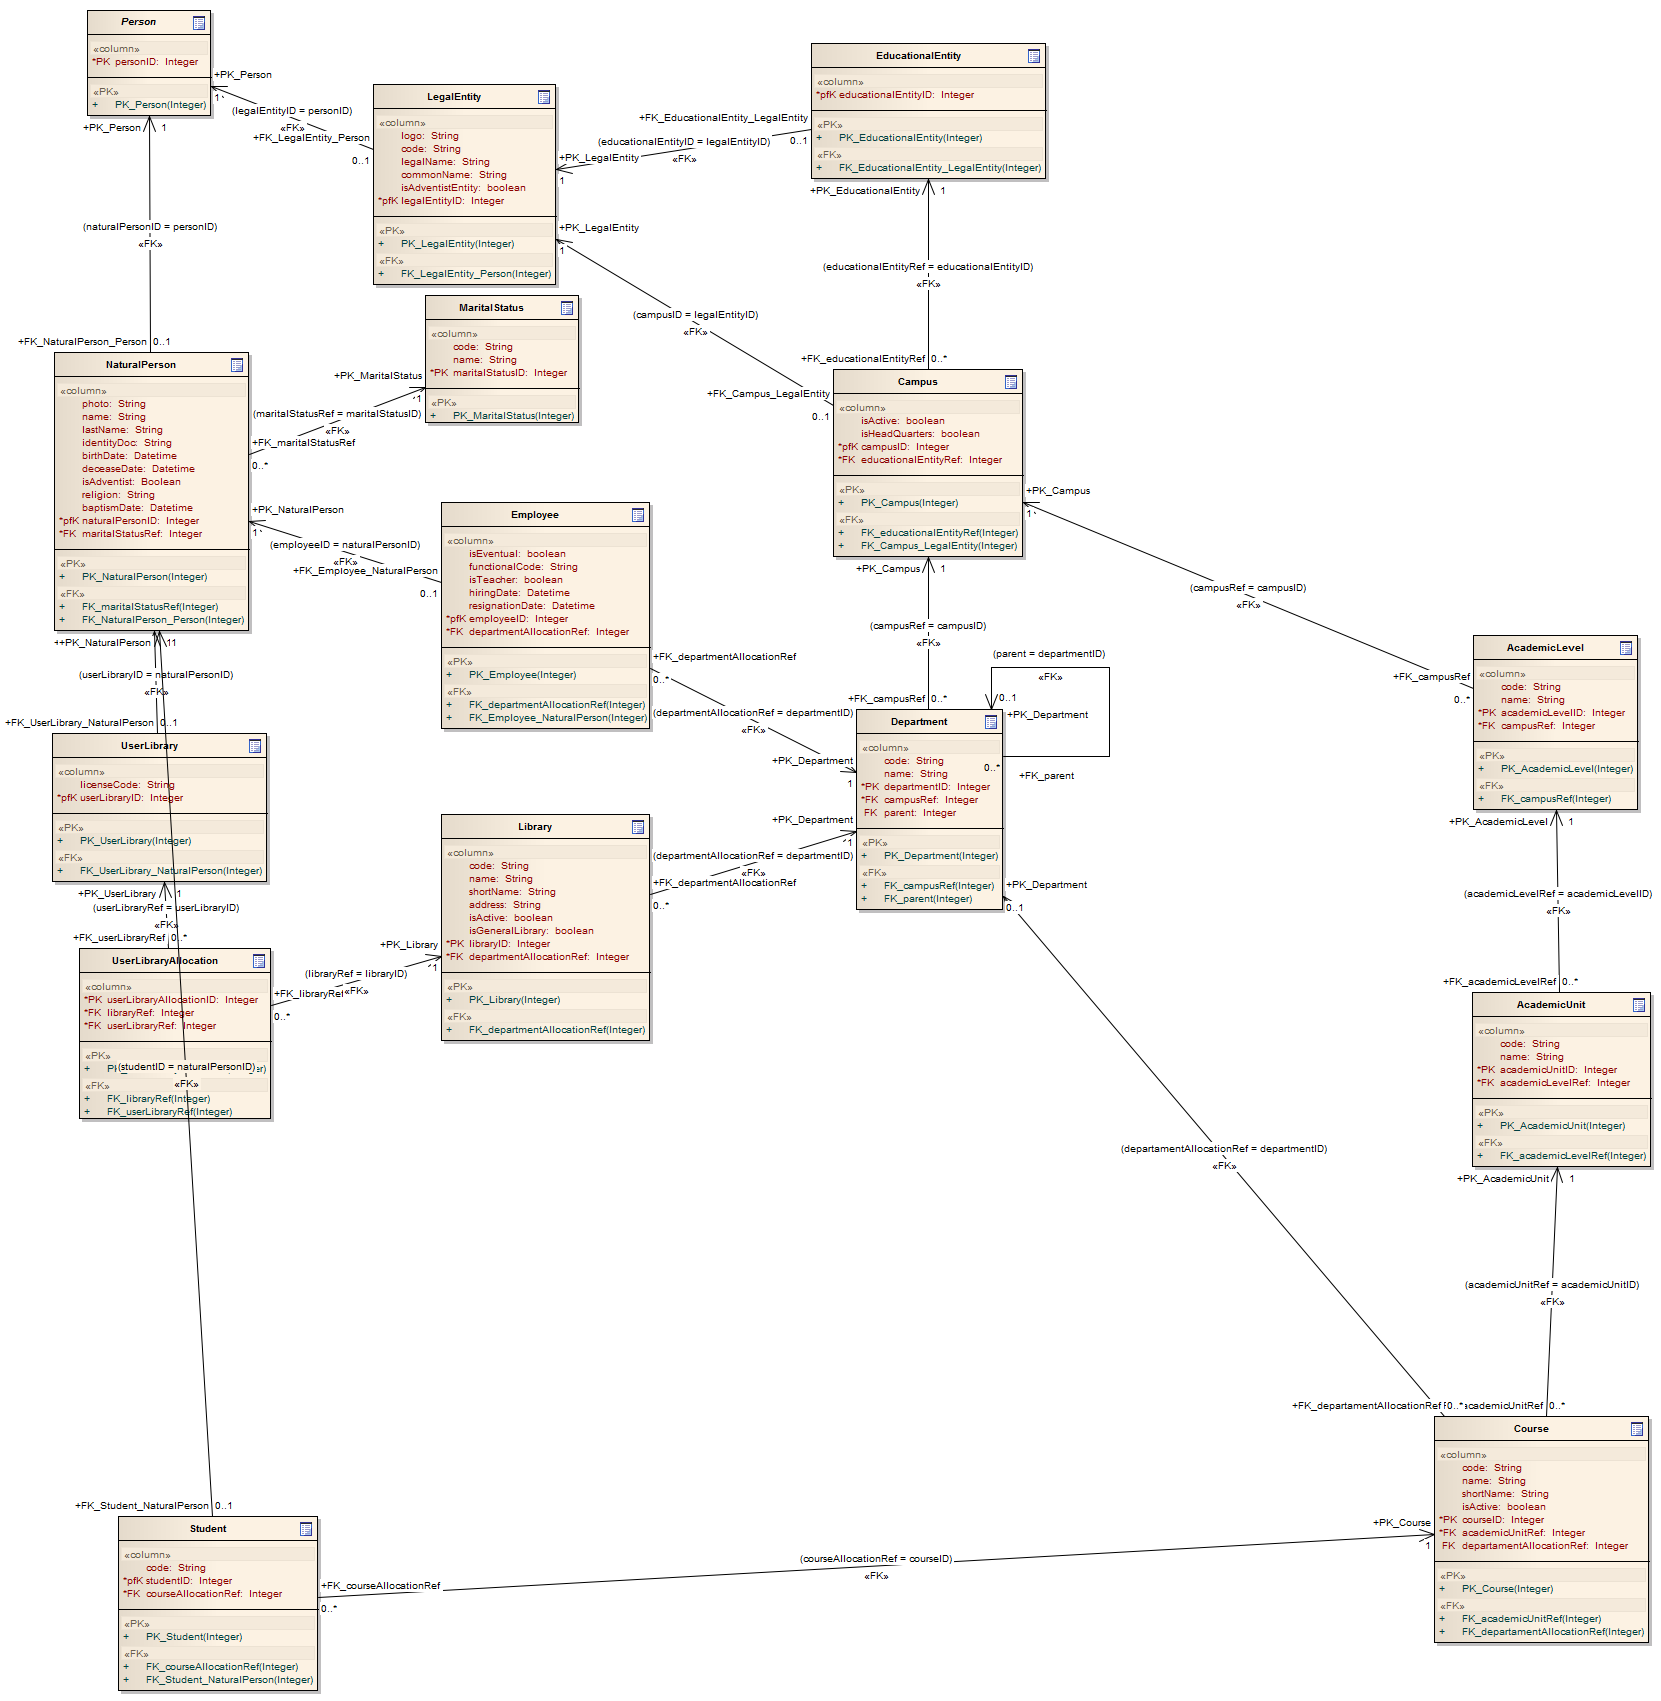 Person
«column»
*PK personID: Integer
«PK»
+ PK_Person(Integer)
+PK_Person
1
(legalEntityID = personID)
«FK»
+FK_LegalEntity_Person
0..1
+PK_Person
1
(naturalPersonID = personID)
«FK»
+FK_NaturalPerson_Person
0..1
LegalEntity
«column»
logo: String
code: String
legalName: String
commonName: String
isAdventistEntity: boolean
*pfK legalEntityID: Integer
«PK»
+ PK_LegalEntity(Integer)
«FK»
+ FK_LegalEntity_Person(Integer)
EducationalEntity
«column»
*pfK educationalEntityID: Integer
«PK»
+ PK_EducationalEntity(Integer)
«FK»
+ FK_EducationalEntity_LegalEntity(Integer)
+FK_EducationalEntity_LegalEntity
0..1
(educationalEntityID = legalEntityID)
«FK»
+PK_LegalEntity
1
+PK_LegalEntity
1
(campusID = legalEntityID)
«FK»
+FK_Campus_LegalEntity
0..1
+PK_EducationalEntity
1
(educationalEntityRef = educationalEntityID)
«FK»
+FK_educationalEntityRef
0..*
MaritalStatus
«column»
code: String
name: String
*PK maritalStatusID: Integer
«PK»
+ PK_MaritalStatus(Integer)
+PK_MaritalStatus
1
(maritalStatusRef = maritalStatusID)
«FK»
+FK_maritalStatusRef
0..*
NaturalPerson
«column»
photo: String
name: String
lastName: String
identityDoc: String
birthDate: Datetime
deceaseDate: Datetime
isAdventist: Boolean
religion: String
baptismDate: Datetime
*pfK naturalPersonID: Integer
*FK maritalStatusRef: Integer
«PK»
+ PK_NaturalPerson(Integer)
«FK»
+ FK_maritalStatusRef(Integer)
+ FK_NaturalPerson_Person(Integer)
+PK_NaturalPerson
1
(employeeID = naturalPersonID)
«FK»
+FK_Employee_NaturalPerson
0..1
Employee
«column»
isEventual: boolean
functionalCode: String
isTeacher: boolean
hiringDate: Datetime
resignationDate: Datetime
*pfK employeeID: Integer
*FK departmentAllocationRef: Integer
«PK»
+ PK_Employee(Integer)
«FK»
+ FK_departmentAllocationRef(Integer)
+ FK_Employee_NaturalPerson(Integer)
Campus
«column»
isActive: boolean
isHeadQuarters: boolean
*pfK campusID: Integer
*FK educationalEntityRef: Integer
«PK»
+ PK_Campus(Integer)
«FK»
+ FK_educationalEntityRef(Integer)
+ FK_Campus_LegalEntity(Integer)
+PK_Campus
1
(campusRef = campusID)
«FK»
+FK_campusRef
0..*
+PK_Campus
1
(campusRef = campusID)
«FK»
+FK_campusRef
0..*
(parent = departmentID)
«FK»
0..1
+PK_Department
0..*
+FK_parent
+FK_departmentAllocationRef
0..*
(departmentAllocationRef = departmentID)
«FK»
+PK_Department
1
Department
«column»
code: String
name: String
*PK departmentID: Integer
*FK campusRef: Integer
FK parent: Integer
«PK»
+ PK_Department(Integer)
«FK»
+ FK_campusRef(Integer)
+ FK_parent(Integer)
AcademicLevel
«column»
code: String
name: String
*PK academicLevelID: Integer
*FK campusRef: Integer
«PK»
+ PK_AcademicLevel(Integer)
«FK»
+ FK_campusRef(Integer)
++PK_NaturalPerson
11
(userLibraryID = naturalPersonID)
«FK»
+FK_UserLibrary_NaturalPerson
0..1
UserLibrary
«column»
licenseCode: String
*pfK userLibraryID: Integer
«PK»
+ PK_UserLibrary(Integer)
«FK»
+ FK_UserLibrary_NaturalPerson(Integer)
+PK_UserLibrary
1
(userLibraryRef = userLibraryID)
«FK»
+FK_userLibraryRef
0..*
Library
«column»
code: String
name: String
shortName: String
address: String
isActive: boolean
isGeneralLibrary: boolean
*PK libraryID: Integer
*FK departmentAllocationRef: Integer
«PK»
+ PK_Library(Integer)
«FK»
+ FK_departmentAllocationRef(Integer)
+PK_Department
1
(departmentAllocationRef = departmentID)
«FK»
+FK_departmentAllocationRef
0..*
+PK_Department
0..1
+PK_AcademicLevel
1
(academicLevelRef = academicLevelID)
«FK»
+FK_academicLevelRef
0..*
UserLibraryAllocation
«column»
*PK userLibraryAllocationID: Integer
*FK libraryRef: Integer
*FK userLibraryRef: Integer
«PK»
+
(studentID = naturalPersonID)
«FK»
«FK»
+ FK_libraryRef(Integer)
+ FK_userLibraryRef(Integer)
+PK_Library
1
(libraryRef = libraryID)
«FK»
+FK_libraryRef
0..*
AcademicUnit
«column»
code: String
name: String
*PK academicUnitID: Integer
*FK academicLevelRef: Integer
«PK»
+ PK_AcademicUnit(Integer)
«FK»
+ FK_academicLevelRef(Integer)
(departamentAllocationRef = departmentID)
«FK»
+PK_AcademicUnit
1
(academicUnitRef = academicUnitID)
«FK»
+FK_departamentAllocationRef
0..*
academicUnitRef
0..*
Course
«column»
code: String
name: String
shortName: String
isActive: boolean
*PK courseID: Integer
*FK academicUnitRef: Integer
FK departamentAllocationRef: Integer
«PK»
+ PK_Course(Integer)
«FK»
+ FK_academicUnitRef(Integer)
+ FK_departamentAllocationRef(Integer)
+FK_Student_NaturalPerson
0..1
Student
«column»
code: String
*pfK studentID: Integer
*FK courseAllocationRef: Integer
«PK»
+ PK_Student(Integer)
«FK»
+ FK_courseAllocationRef(Integer)
+ FK_Student_NaturalPerson(Integer)
+FK_courseAllocationRef
0..*
(courseAllocationRef = courseID)
«FK»
+PK_Course
1